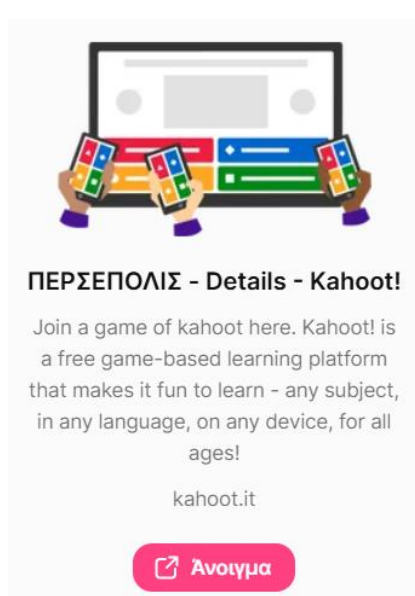 ΠΕΡΣΕΠΟΛΙΣ - Details - Kahoot!
Join a game of kahoot here. Kahoot! is
a free game-based learning platform
that makes it fun to learn - any subject,
in any language, on any device, for all
ages!
kahoot.it
Άνοιγμα